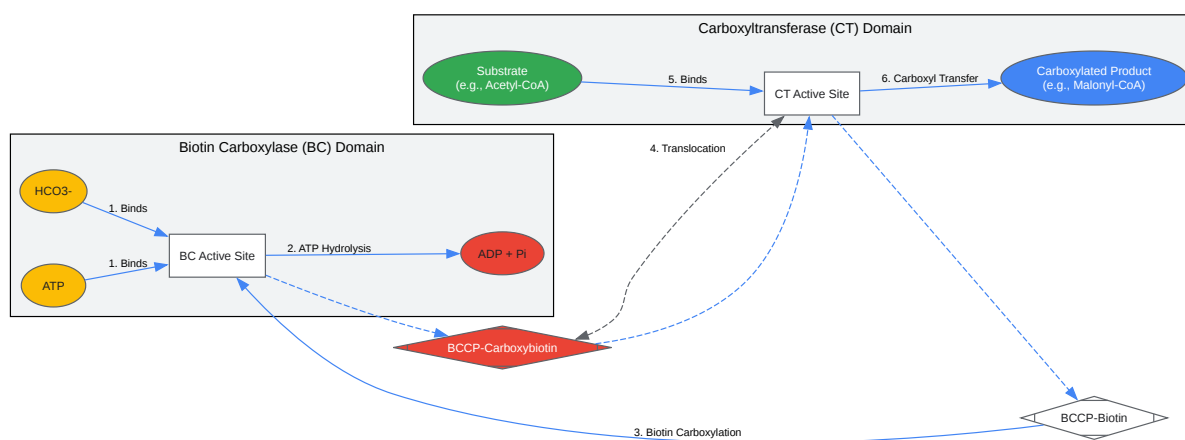 Carboxyltransferase (CT) Domain
Substrate
(e.g., Acetyl-CoA)
5. Binds
CT Active Site
6. Carboxyl Transfer
Carboxylated Product
(e.g., Malonyl-CoA)
4. Translocation
Biotin Carboxylase (BC) Domain
HCO3-
1. Binds
BC Active Site
2. ATP Hydrolysis
ADP + Pi
1. Binds
ATP
BCCP-Carboxybiotin
BCCP-Biotin
3. Biotin Carboxylation